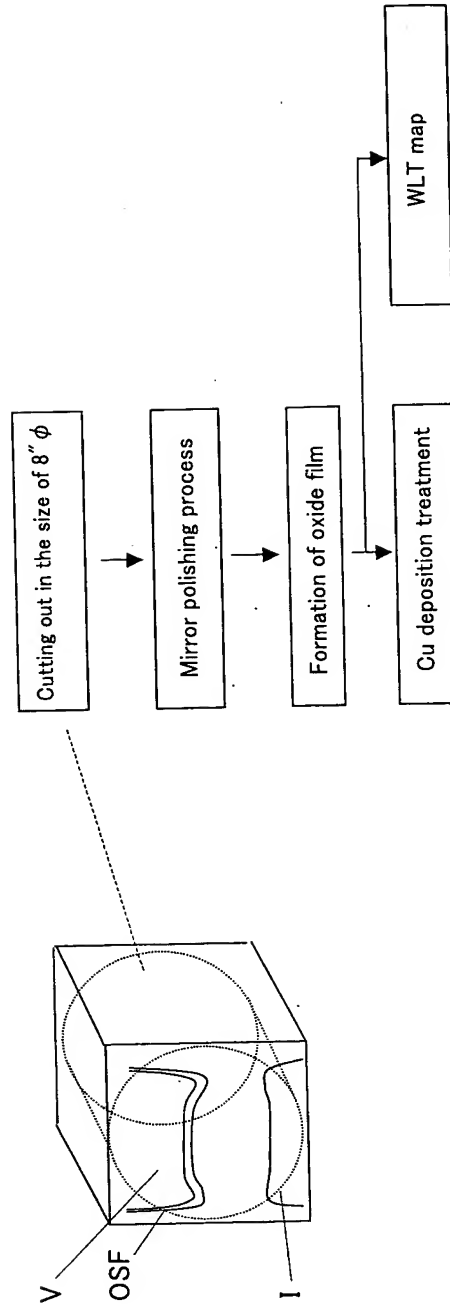 V
OSF
I
Cutting out in the size of 8″ φ
Mirror polishing process
Formation of oxide film
Cu deposition treatment
WLT map